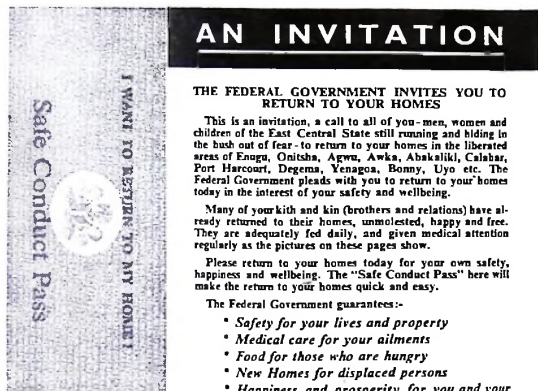 AN INVITATION
I WANT TO RETURN TO MY HOME!
Safe Conduct Pass
THE FEDERAL GOVERNMENT INVITES YOU TO
RETURN TO YOUR HOMES
This is an invitation, a call to all of you-men, women and
children of the East Central State still running and hiding in
the bush out of fear-to return to your homes in the liberated
areas of Enugu, Onitsha, Agwu, Awka, Abakaliki, Calabar,
Port Harcourt, Degema, Yenagoa, Bonny, Uyo etc. The
Federal Government pleads with you to return to your homes
today in the interest of your safety and wellbeing.
Many of your kith and kin (brothers and relations) have al-
ready returned to their homes, unmolested, happy and free.
They are adequately fed daily, and given medical attention
regularly as the pictures on these pages show.
Please return to your homes today for your own safety,
happiness and wellbeing. The "Safe Conduct Pass" here will
make the return to your homes quick and easy.
The Federal Government guarantees:-
* Safety for your lives and property
* Medical care for your ailments
* Food for those who are hungry
* New Homes for displaced persons
* Happiness and prosperity for you and your